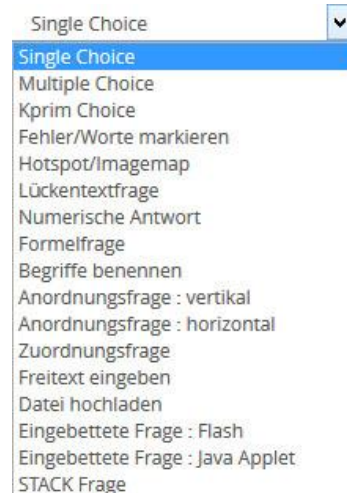 Single Choice
Single Choice
Multiple Choice
Kprim Choice
Fehler/Worte markieren
Hotspot/Imagemap
Lückentextfrage
Numerische Antwort
Formelfrage
Begriffe benennen
Anordnungsfrage : vertikal
Anordnungsfrage : horizontal
Zuordnungsfrage
Freitext eingeben
Datei hochladen
Eingebettete Frage : Flash
Eingebettete Frage : Java Applet
STACK Frage